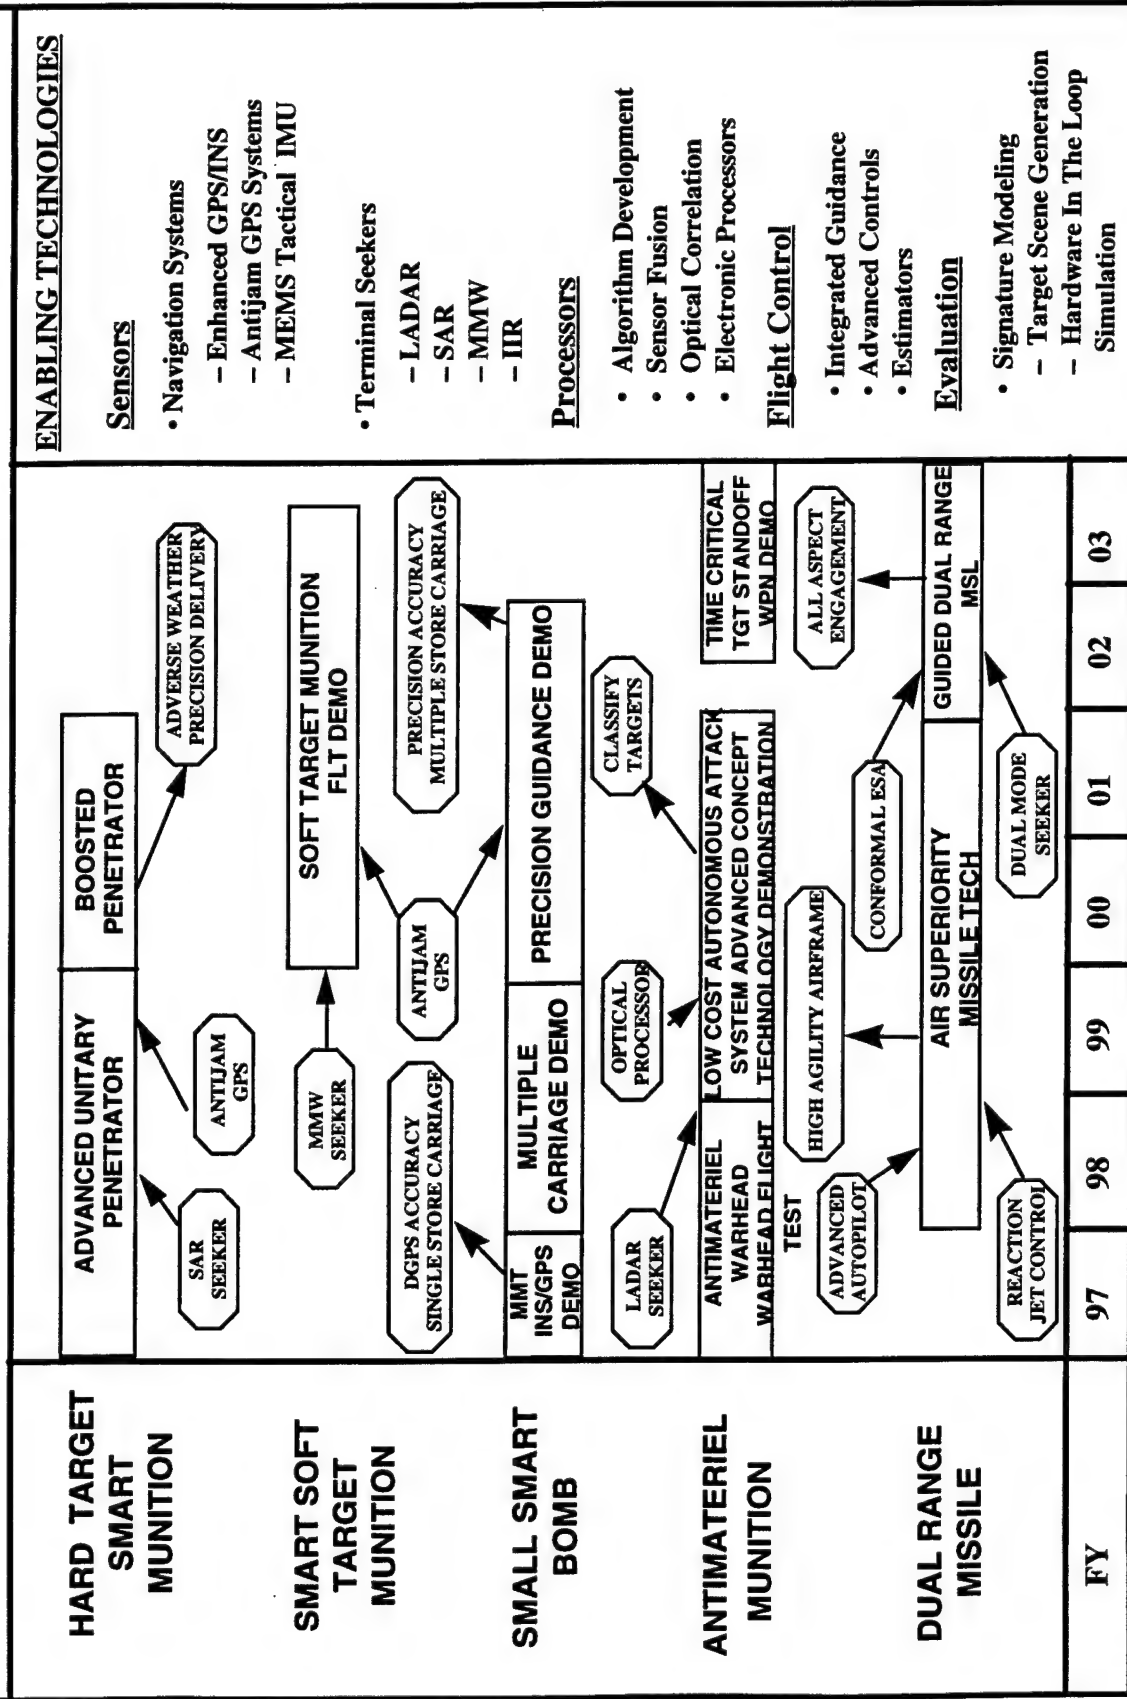 HARD TARGET
SMART
MUNITION
ADVANCED UNITARY
PENETRATOR
BOOSTED
PENETRATOR
SAR
SEEKER
ANTIJAM
GPS
ADVERSE WEATHER
PRECISION DELIVERY
SMART SOFT
TARGET
MUNITION
MMW
SEEKER
SOFT TARGET MUNITION
FLT DEMO
ANTIJAM
GPS
DGPS ACCURACY
SINGLE STORE CARRIAGE
PRECISION ACCURACY
MULTIPLE STORE CARRIAGE
SMALL SMART
BOMB
MMT
INS/GPS
DEMO
MULTIPLE
CARRIAGE DEMO
PRECISION GUIDANCE DEMO
LADAR
SEEKER
OPTICAL
PROCESSOR
CLASSIFY
TARGETS
ANTIMATERIEL
MUNITION
ANTIMATERIEL
WARHEAD
WARHEAD FLIGHT
TEST
LOW COST AUTONOMOUS ATTACK
SYSTEM ADVANCED CONCEPT
TECHNOLOGY DEMONSTRATION
TIME CRITICAL
TGT STANDOFF
WPN DEMO
ADVANCED
AUTOPILOT
HIGH AGILITY AIRFRAME
CONFORMAL ESA
ALL ASPECT
ENGAGEMENT
DUAL RANGE
MISSILE
AIR SUPERIORITY
MISSILE TECH
GUIDED DUAL RANGE
MSL
REACTION
JET CONTROL
DUAL MODE
SEEKER
FY 97 98 99 00 01 02 03
ENABLING TECHNOLOGIES
Sensors
• Navigation Systems
– Enhanced GPS/INS
– Antijam GPS Systems
– MEMS Tactical IMU
• Terminal Seekers
– LADAR
– SAR
– MMW
– IIR
Processors
• Algorithm Development
• Sensor Fusion
• Optical Correlation
• Electronic Processors
Flight Control
• Integrated Guidance
• Advanced Controls
• Estimators
Evaluation
• Signature Modeling
– Target Scene Generation
– Hardware In The Loop
Simulation